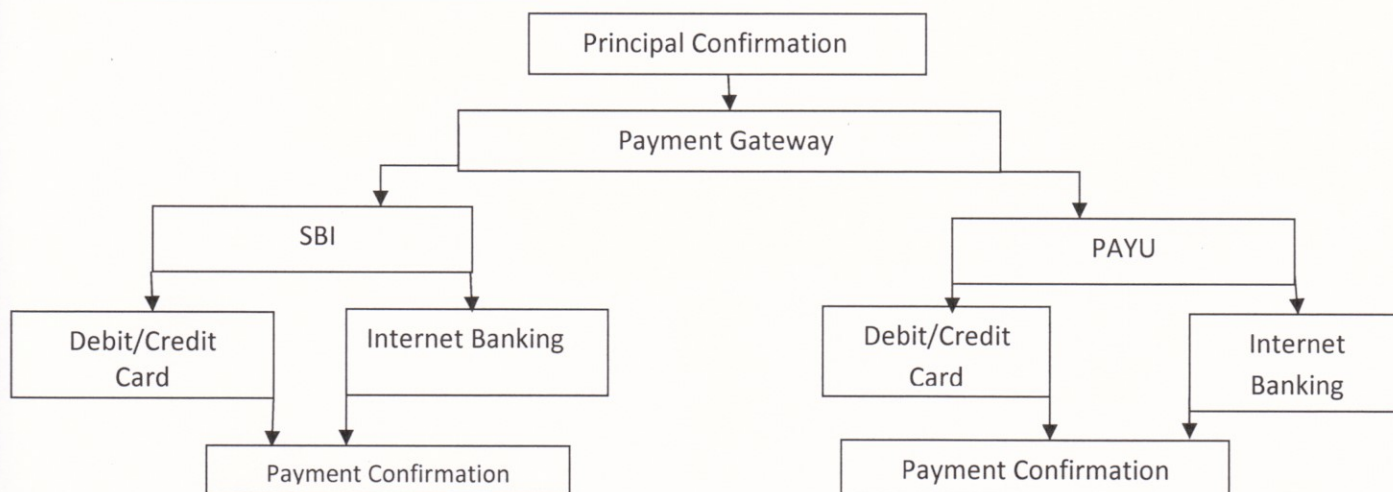 Principal Confirmation
Payment Gateway
SBI
PAYU
Debit/Credit
Card
Internet Banking
Debit/Credit
Card
Internet
Banking
Payment Confirmation
Payment Confirmation